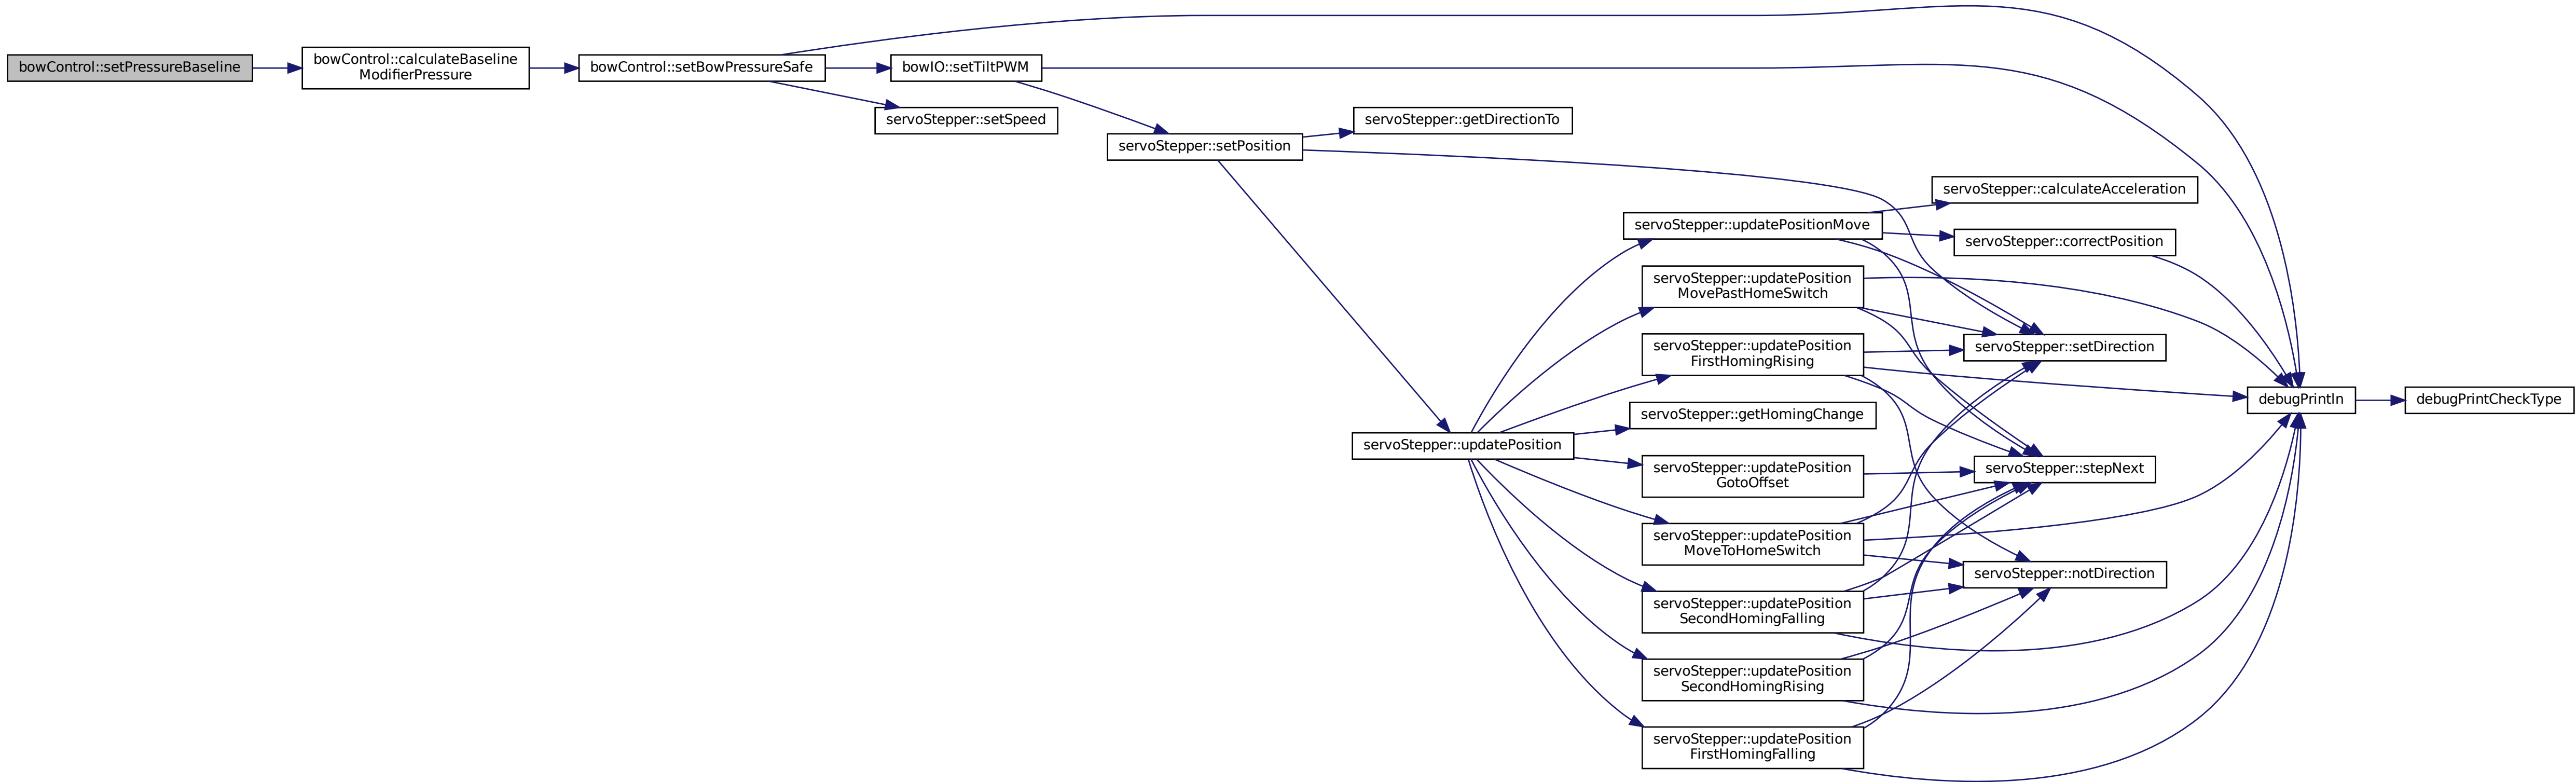 bowControl::setPressureBaseline
bowControl::calculateBaseline
ModifierPressure
bowControl::setBowPressureSafe
bowIO::setTiltPWM
servoStepper::setSpeed
servoStepper::setPosition
servoStepper::getDirectionTo
servoStepper::updatePosition
servoStepper::updatePositionMove
servoStepper::updatePosition
MovePastHomeSwitch
servoStepper::updatePosition
FirstHomingRising
servoStepper::getHomingChange
servoStepper::updatePosition
GotoOffset
servoStepper::updatePosition
MoveToHomeSwitch
servoStepper::updatePosition
SecondHomingFalling
servoStepper::updatePosition
SecondHomingRising
servoStepper::updatePosition
FirstHomingFalling
servoStepper::calculateAcceleration
servoStepper::correctPosition
servoStepper::setDirection
servoStepper::stepNext
servoStepper::notDirection
debugPrintln
debugPrintCheckType